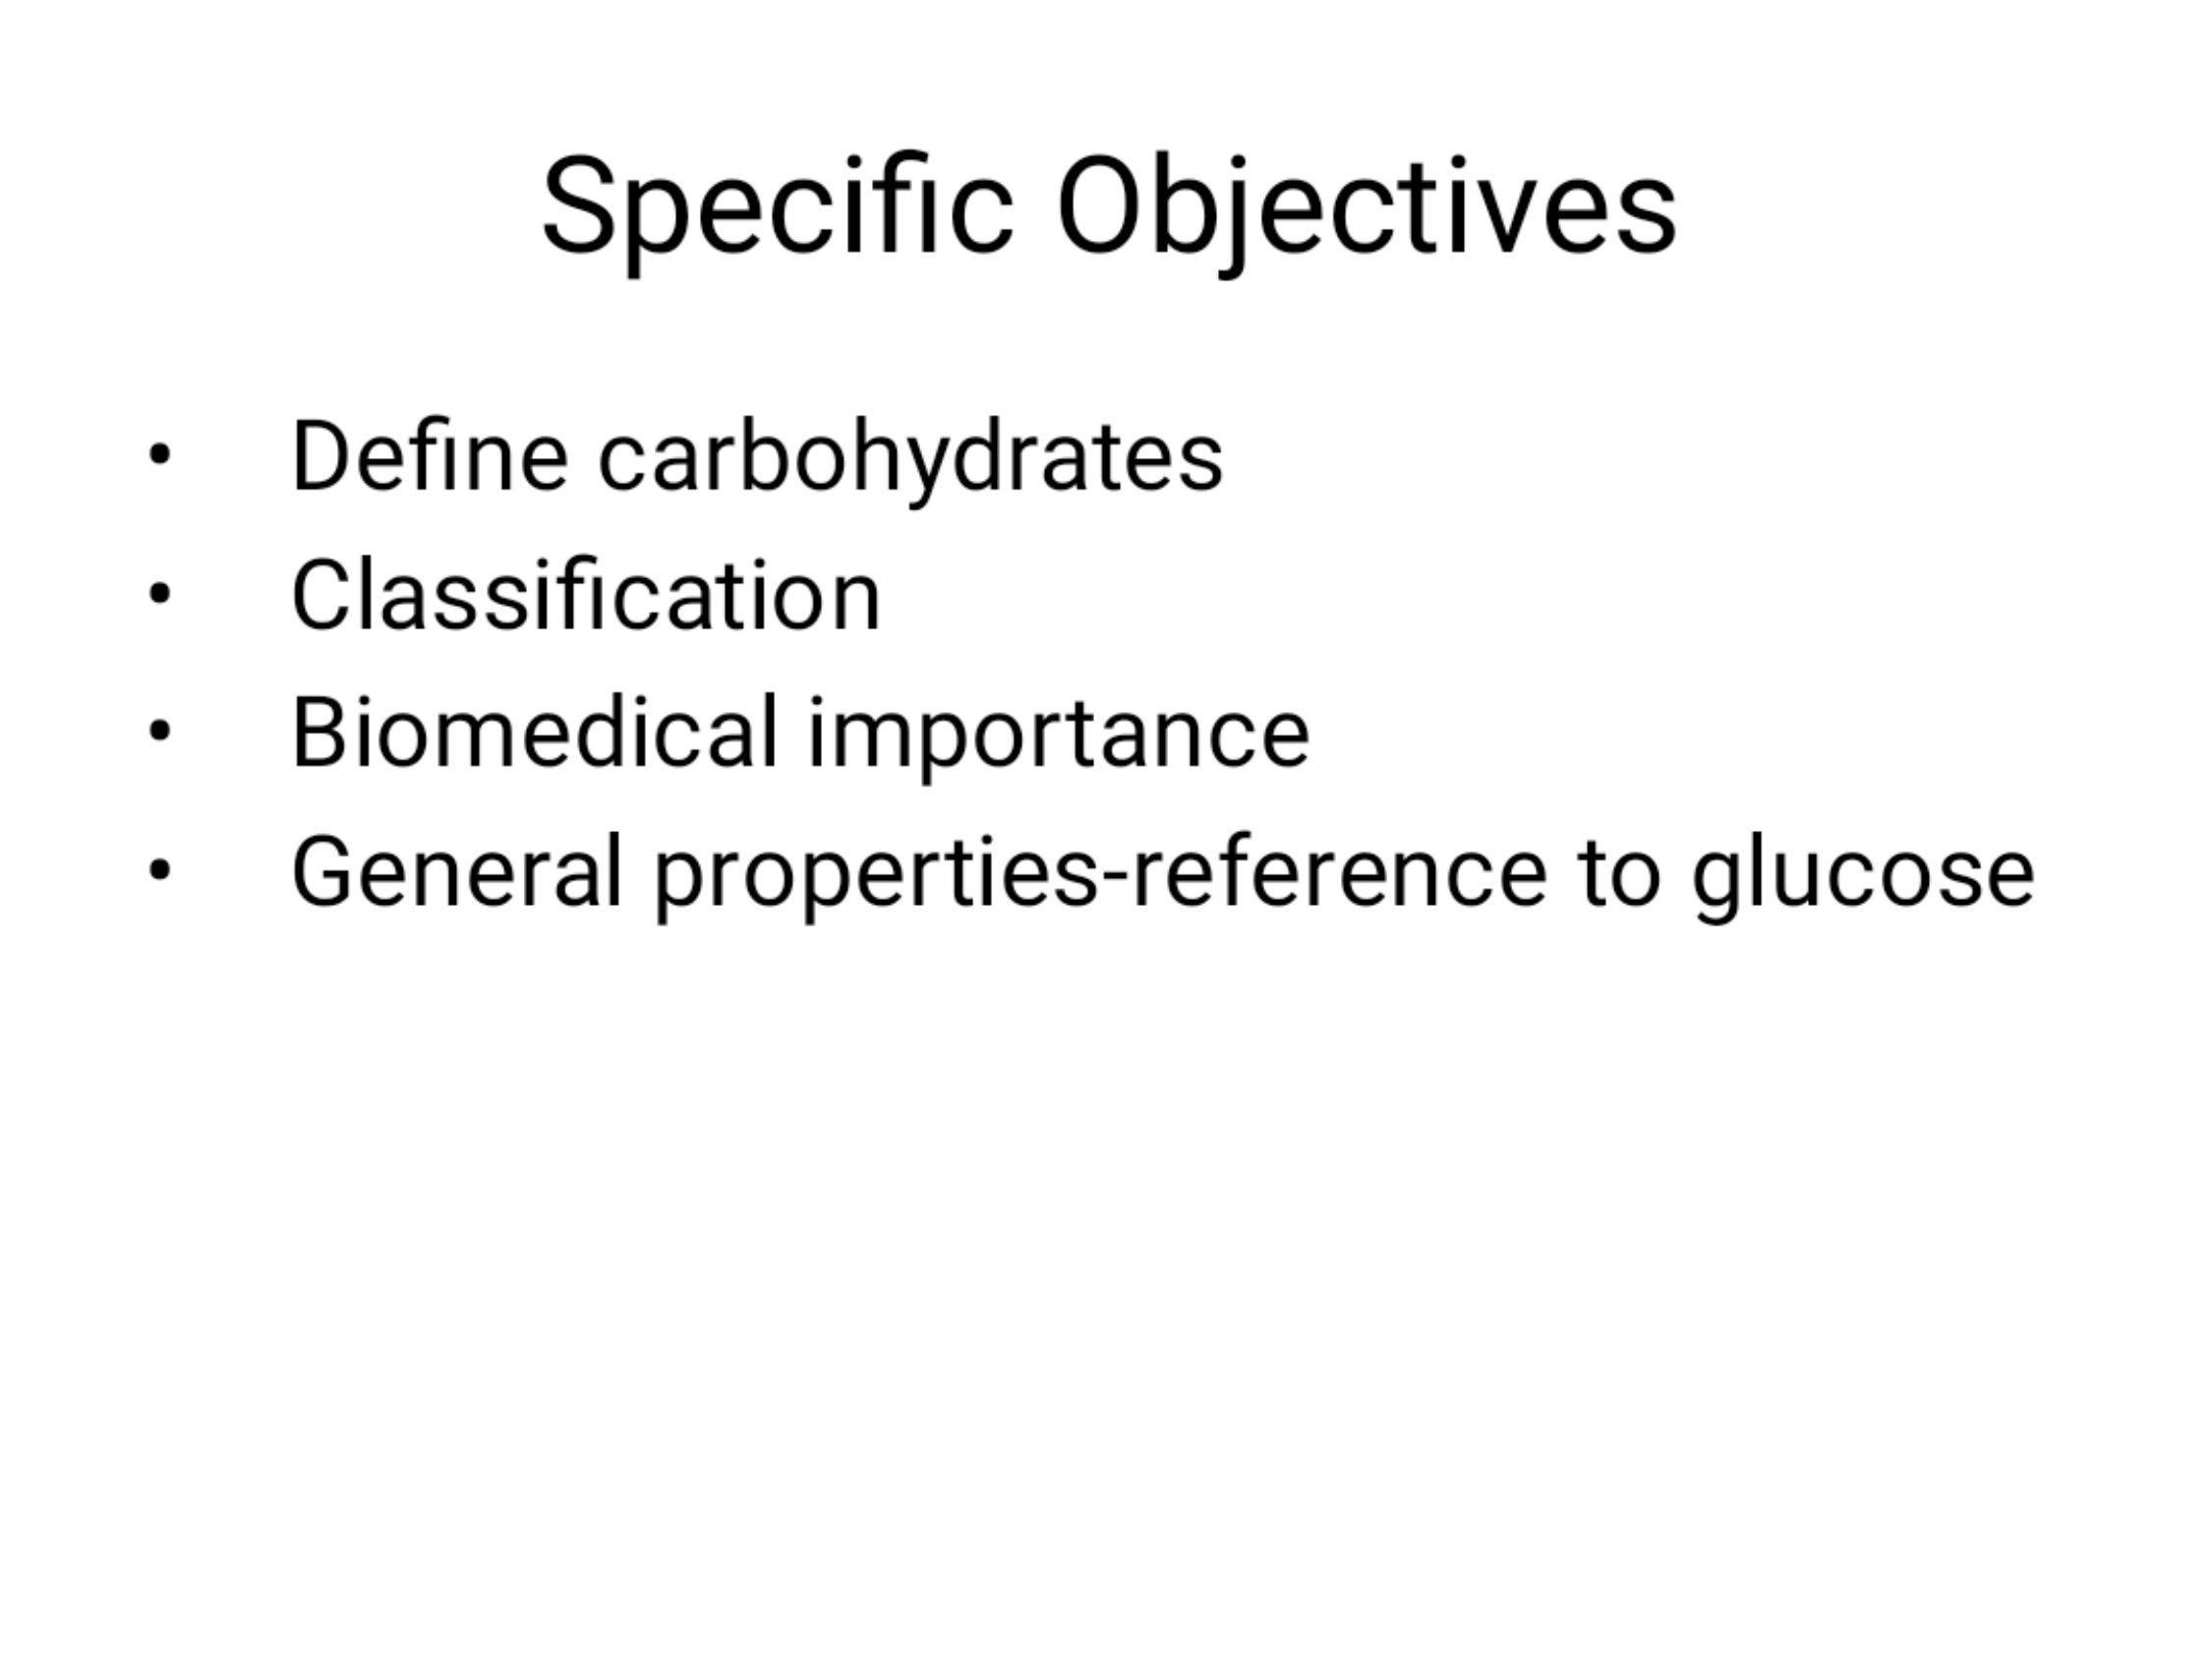 Specific Objectives
• Define carbohydrates
• Classification
• Biomedical importance
• General properties-reference to glucose